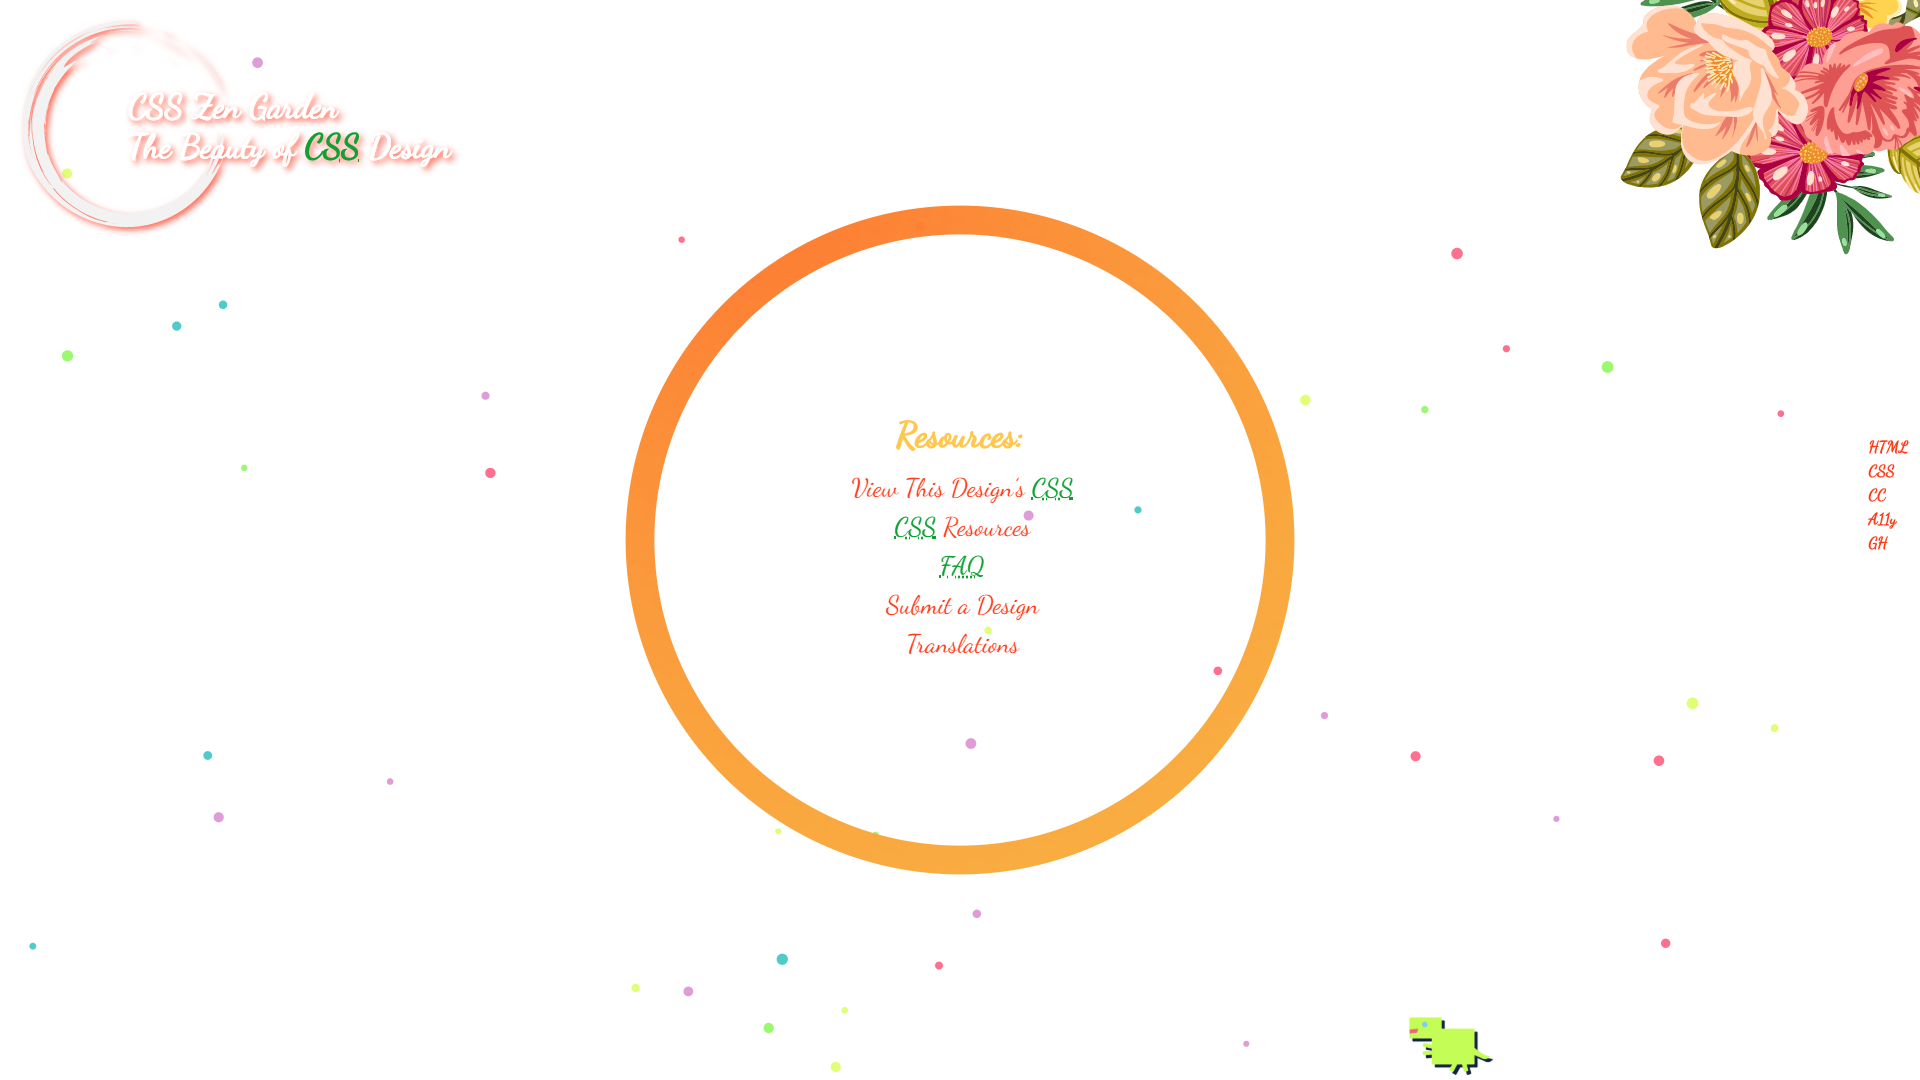 CSS Zen Garden
The Beauty of CSS Design
Resources:
View This Design's CSS
CSS Resources
FAQ
Submit a Design
Translations
HTML
CSS
CC
A11y
GH